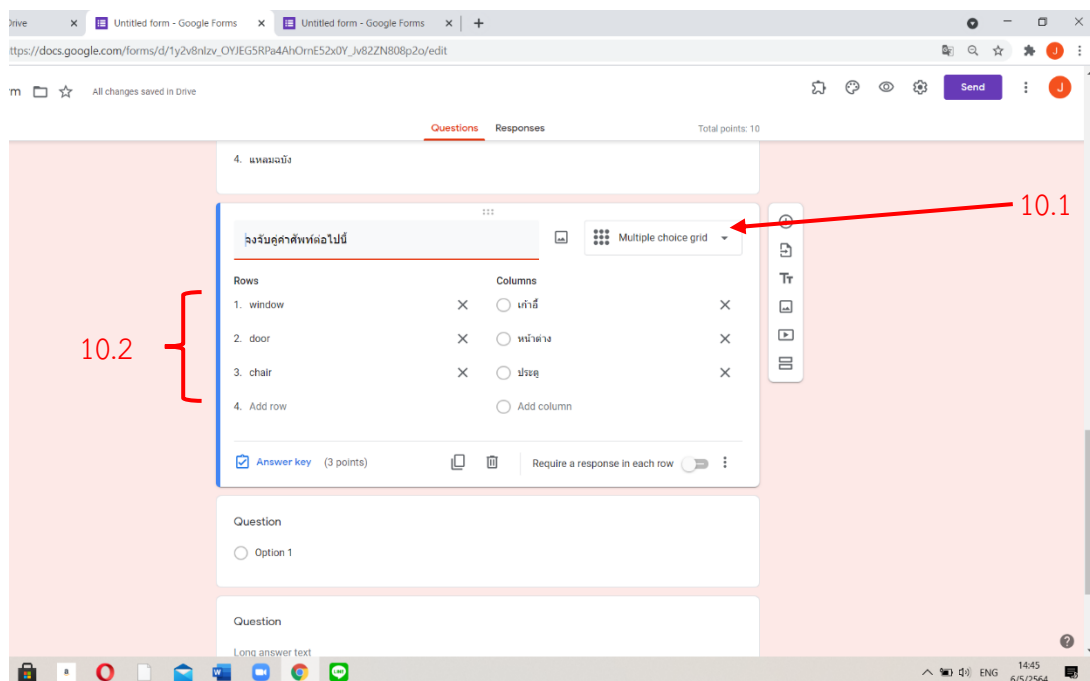 Drive
Untitled form - Google Forms
Untitled form - Google Forms
ttps://docs.google.com/forms/d/1y2v8nIzv_OYJEG5RPa4AhOrnE52x0Y_Jv82ZN808p2o/edit
J
rm
All changes saved in Drive
Send
J
Questions Responses
Total points: 10
4. แหลมฉบัง
10.1
จงจับคู่คำศัพท์ต่อไปนี้
Multiple choice grid
Rows Columns
1. window เก้าอี้
2. door หน้าต่าง
10.2
3. chair ประตู
4. Add row Add column
Answer key (3 points) Require a response in each row
Question
Option 1
Question
Long answer text
ENG 14:45
6/5/2564